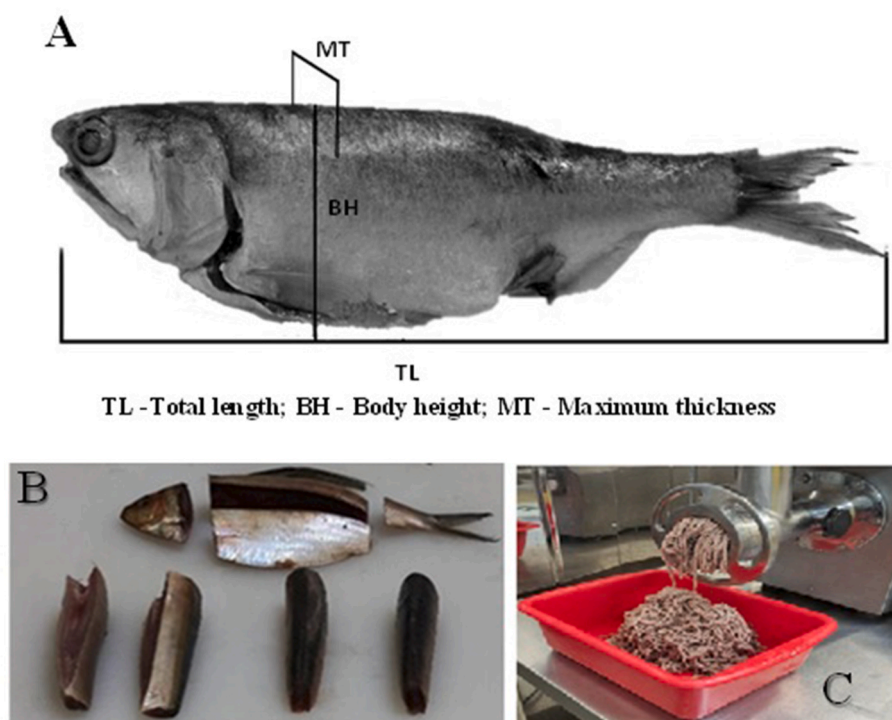 A
MT
BH
TL
TL -Total length; BH - Body height; MT - Maximum thickness
B
C